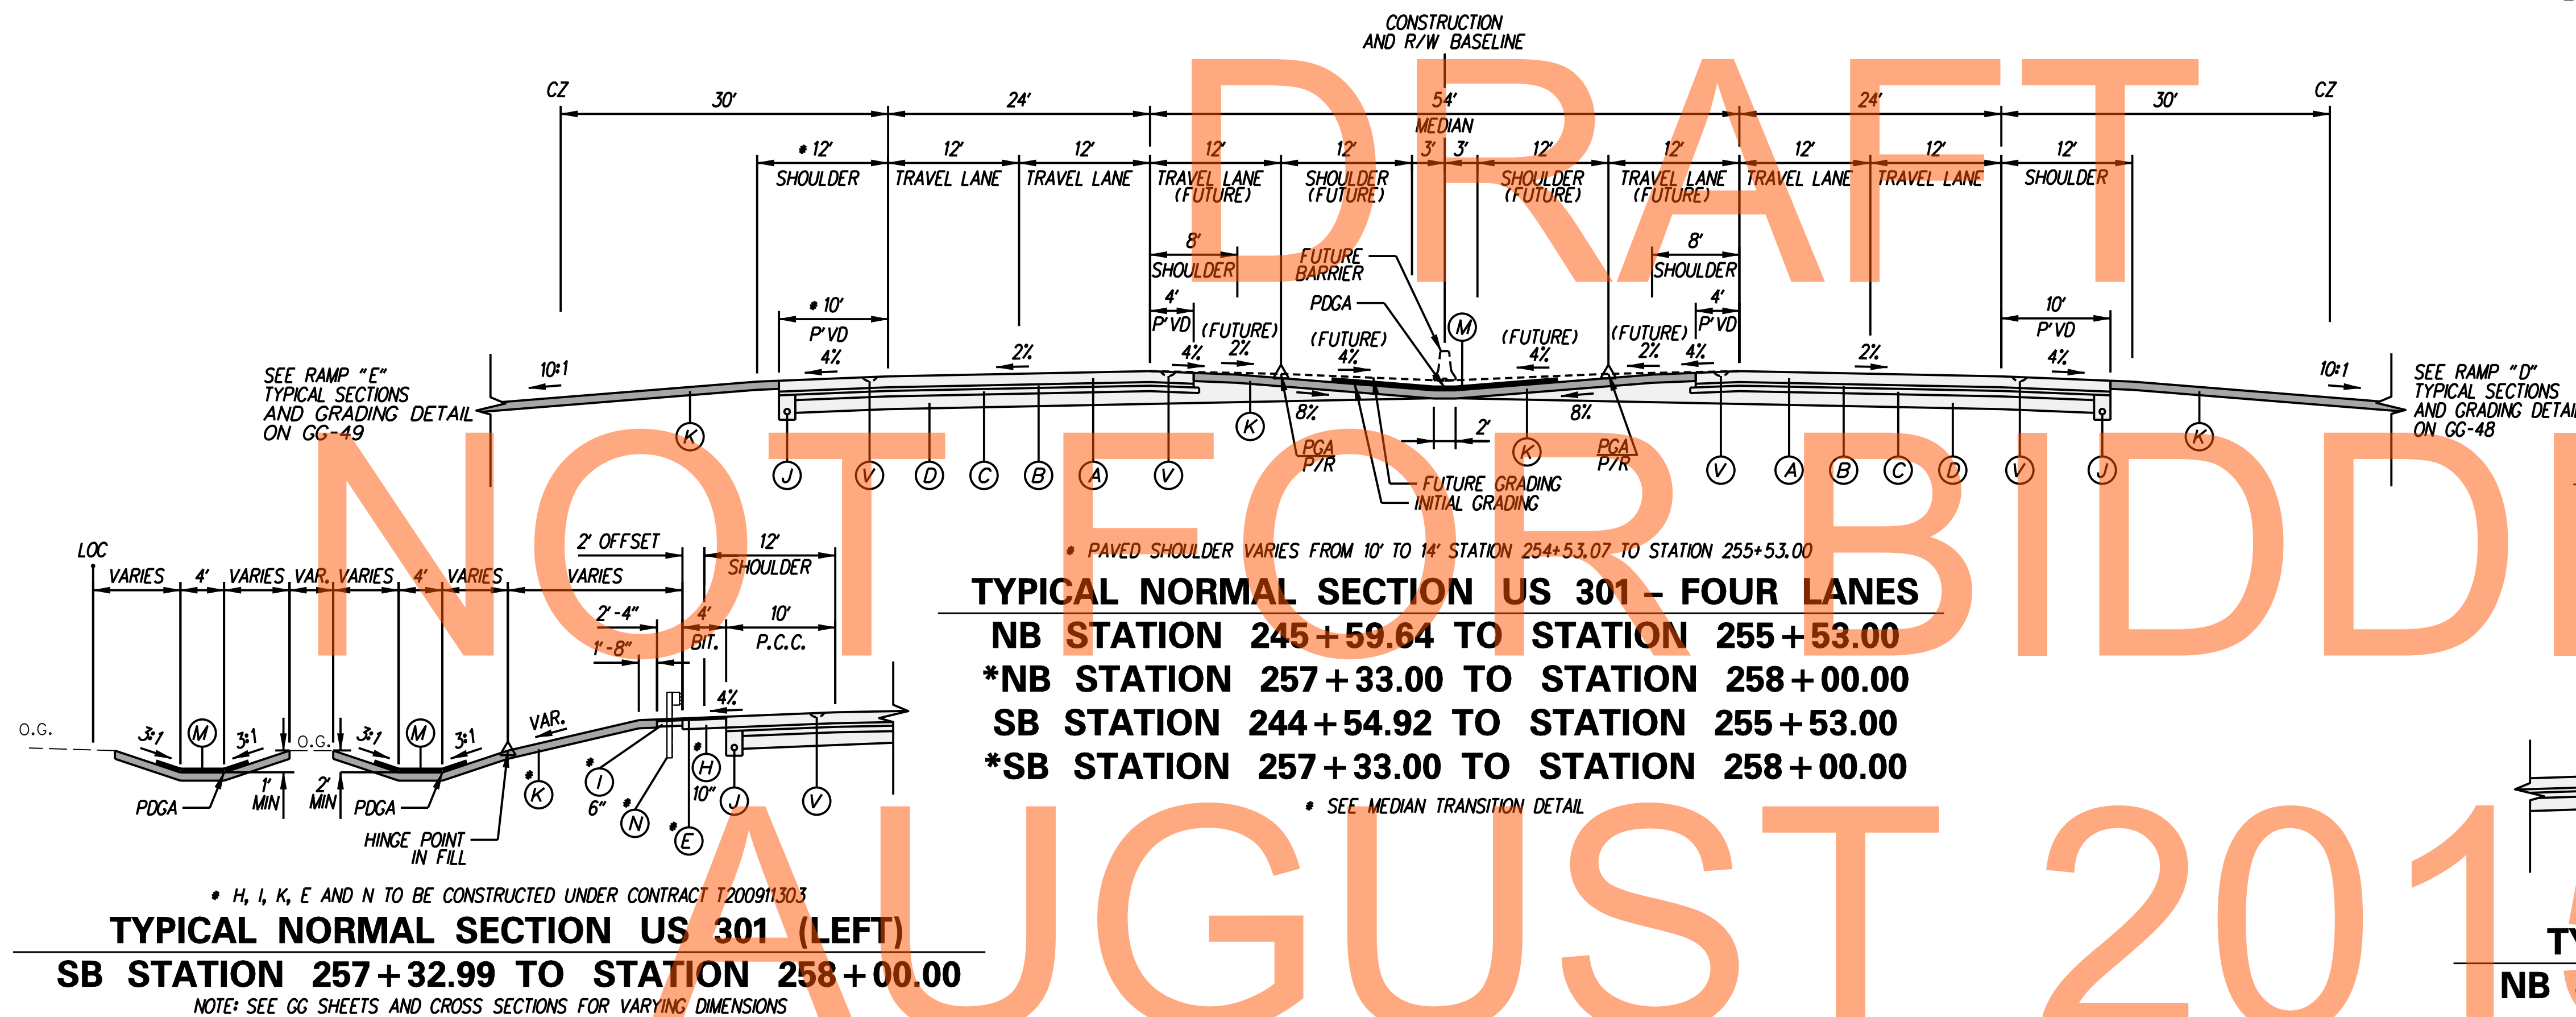 CONSTRUCTION
AND R/W BASELINE
CZ
30'
24'
54'
MEDIAN
24'
30'
CZ
* 12'
SHOULDER
12'
TRAVEL LANE
12'
TRAVEL LANE
12'
TRAVEL LANE
(FUTURE)
12'
SHOULDER
(FUTURE)
3'
3'
12'
SHOULDER
(FUTURE)
12'
TRAVEL LANE
(FUTURE)
12'
TRAVEL LANE
12'
TRAVEL LANE
12'
SHOULDER
8'
SHOULDER
FUTURE
BARRIER
8'
SHOULDER
* 10'
P'VD
4'
P'VD
PDGA
M
4'
P'VD
10'
P'VD
SEE RAMP "E"
TYPICAL SECTIONS
AND GRADING DETAIL
ON GG-49
10:1
4%
2%
4%
(FUTURE)
2%
(FUTURE)
4%
(FUTURE)
4%
(FUTURE)
2%
4%
2%
4%
10:1
SEE RAMP "D"
TYPICAL SECTIONS
AND GRADING DETAIL
ON GG-48
8%
8%
2'
K
K
K
K
J
V
D
C
B
A
V
PGA
P/R
PGA
P/R
V
A
B
C
D
V
J
FUTURE GRADING
INITIAL GRADING
* PAVED SHOULDER VARIES FROM 10' TO 14' STATION 254+53.07 TO STATION 255+53.00
TYPICAL NORMAL SECTION US 301 – FOUR LANES
NB STATION 245+59.64 TO STATION 255+53.00
*NB STATION 257+33.00 TO STATION 258+00.00
SB STATION 244+54.92 TO STATION 255+53.00
*SB STATION 257+33.00 TO STATION 258+00.00
* SEE MEDIAN TRANSITION DETAIL
LOC
VARIES
4'
VARIES
VAR.
VARIES
4'
VARIES
VARIES
2' OFFSET
12'
SHOULDER
2'-4"
4'
BIT.
10'
P.C.C.
1'-8"
4%
VAR.
O.G.
3:1
M
3:1
O.G.
3:1
M
3:1
PDGA
1'
MIN
2'
MIN
PDGA
HINGE POINT
IN FILL
* K
* I
6"
* N
* H
10"
* E
J
V
* H, I, K, E AND N TO BE CONSTRUCTED UNDER CONTRACT T200911303
TYPICAL NORMAL SECTION US 301 (LEFT)
SB STATION 257+32.99 TO STATION 258+00.00
NOTE: SEE GG SHEETS AND CROSS SECTIONS FOR VARYING DIMENSIONS
NB
DRAFT
NOT FOR BIDD
AUGUST 201